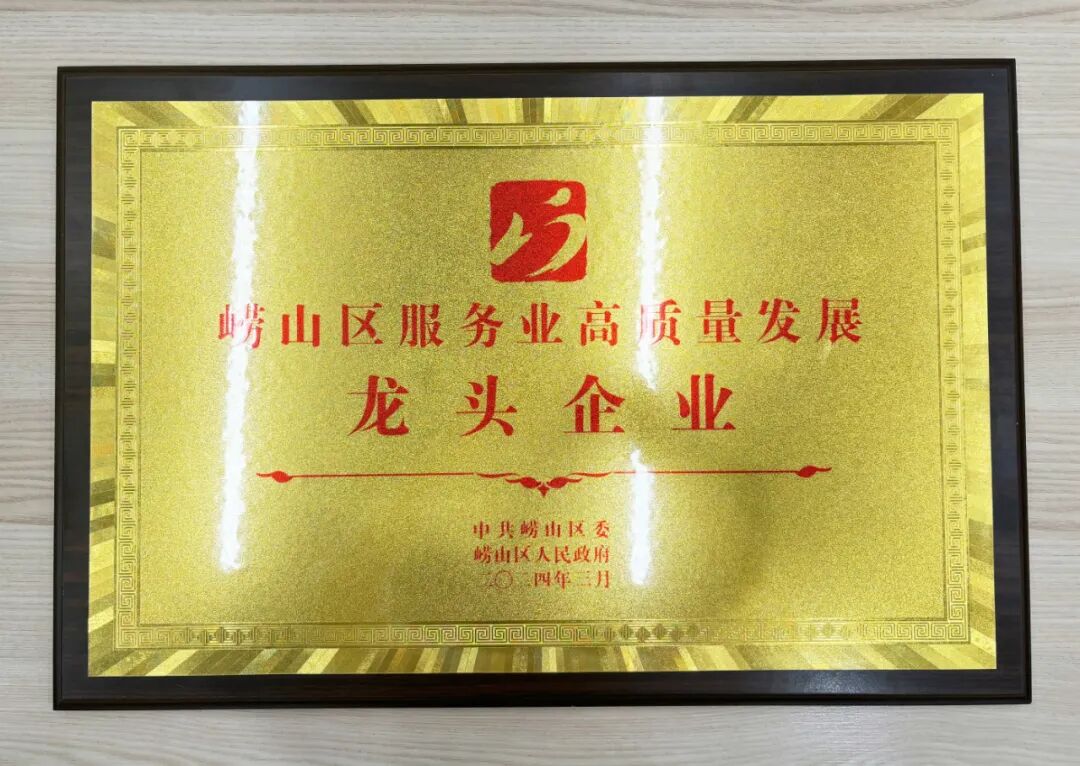 崂山区服务业高质量发展
龙头企业
中共崂山区委
崂山区人民政府
二〇二四年三月